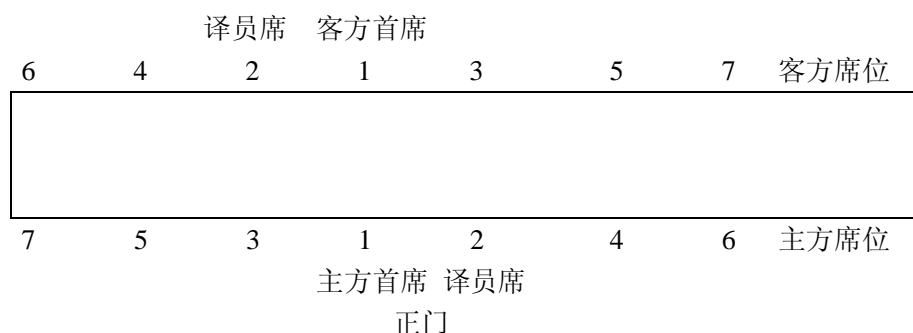 译员席 客方首席
6 4 2 1 3 5 7 客方席位
7 5 3 1 2 4 6 主方席位
主方首席 译员席
正门